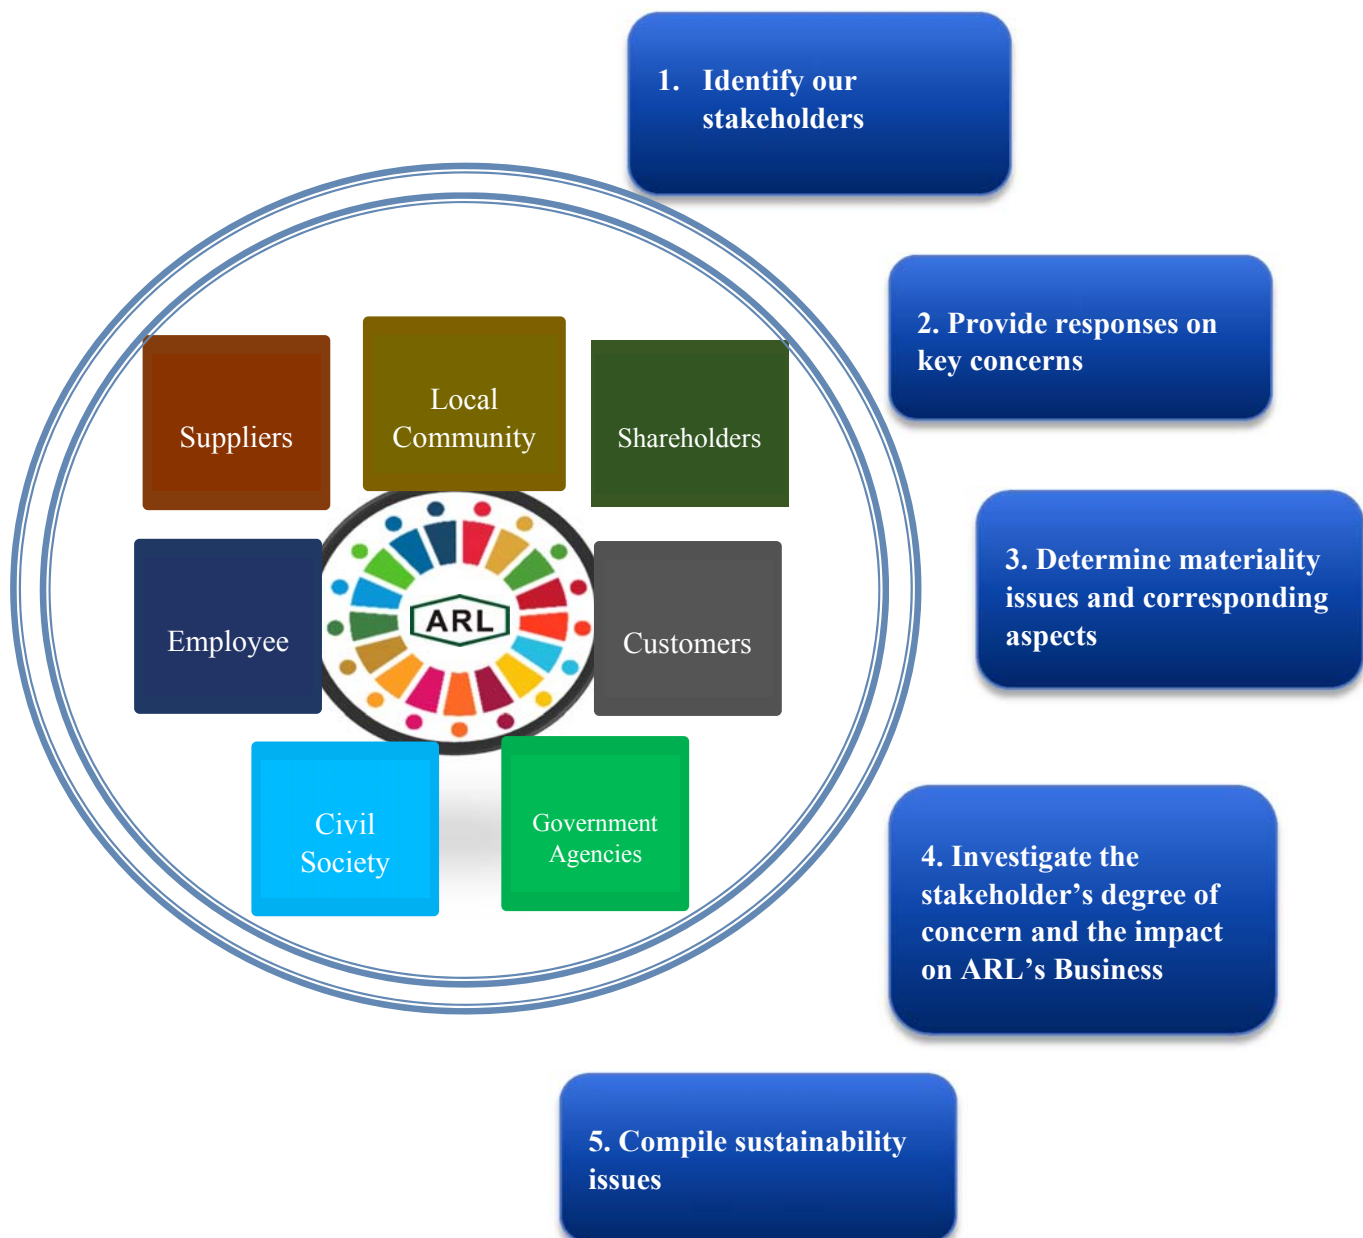 1. Identify our
stakeholders
2. Provide responses on
key concerns
Suppliers
Local
Community
Shareholders
3. Determine materiality
issues and corresponding
aspects
Employee
ARL
Customers
Civil
Society
Government
Agencies
4. Investigate the
stakeholder’s degree of
concern and the impact
on ARL’s Business
5. Compile sustainability
issues